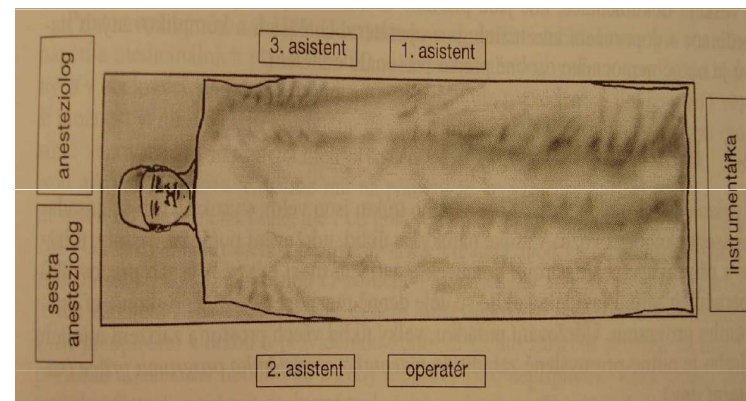 3. asistent
1. asistent
anesteziolog
sestra
anesteziolog
instrumentářka
2. asistent
operatér